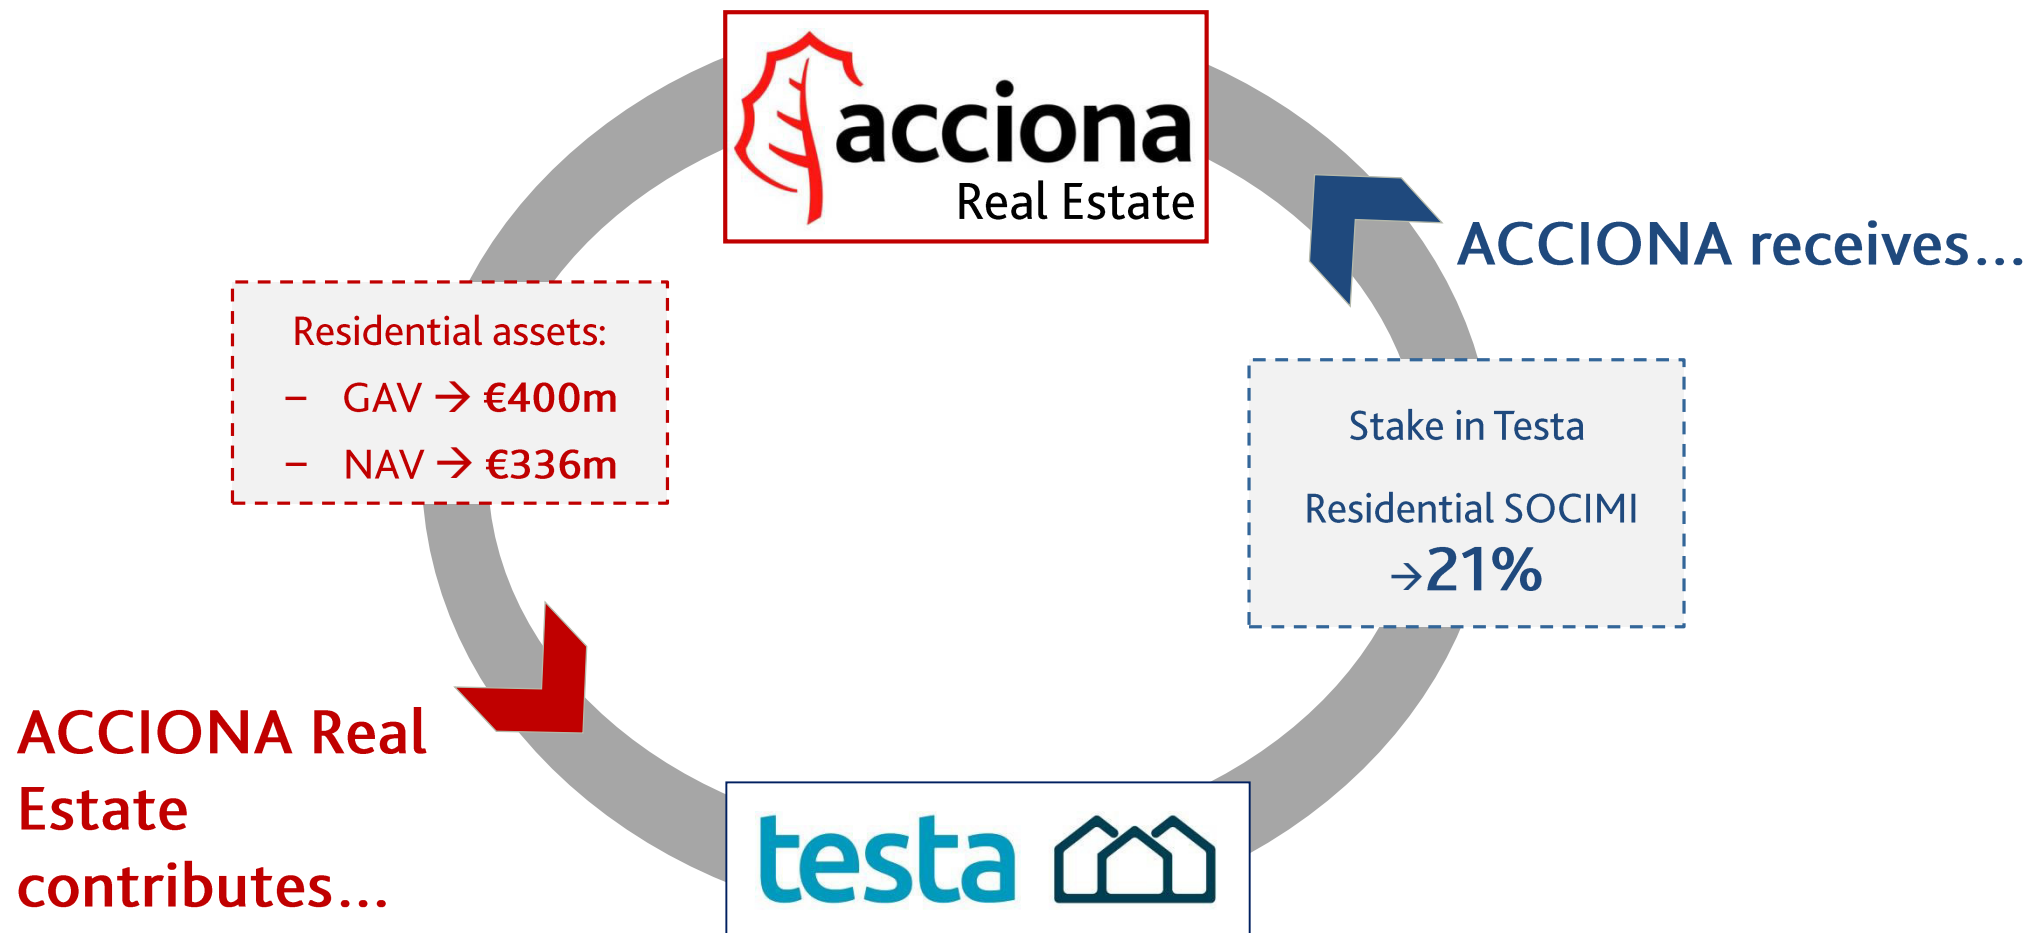 acciona
Real Estate
ACCIONA receives...
Residential assets:
– GAV → €400m
– NAV → €336m
Stake in Testa
Residential SOCIMI
→21%
ACCIONA Real
Estate
contributes...
testa